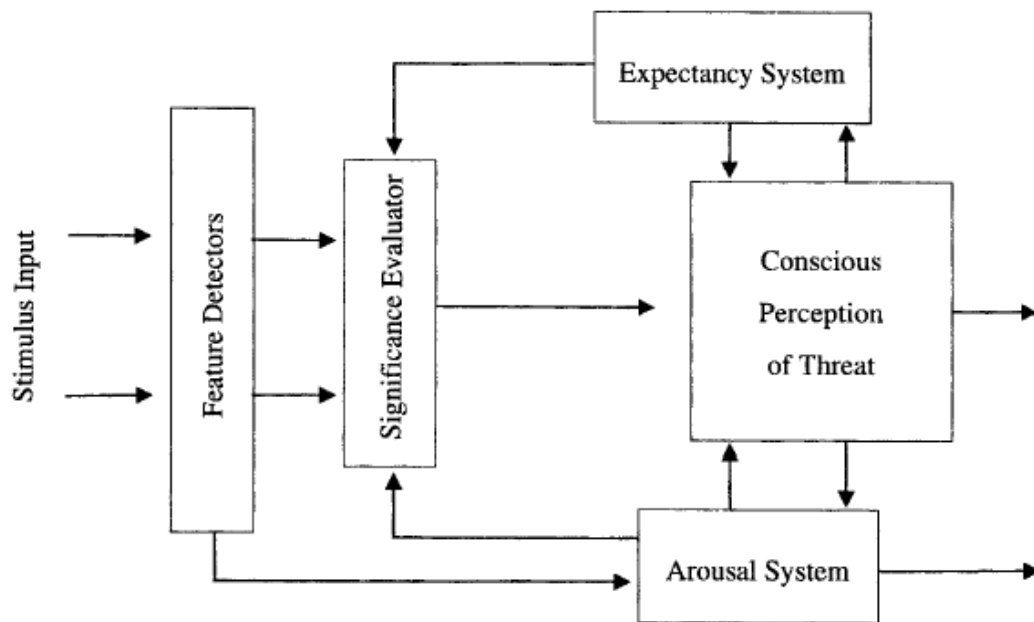 Stimulus Input
Feature Detectors
Significance Evaluator
Expectancy System
Conscious
Perception
of Threat
Arousal System